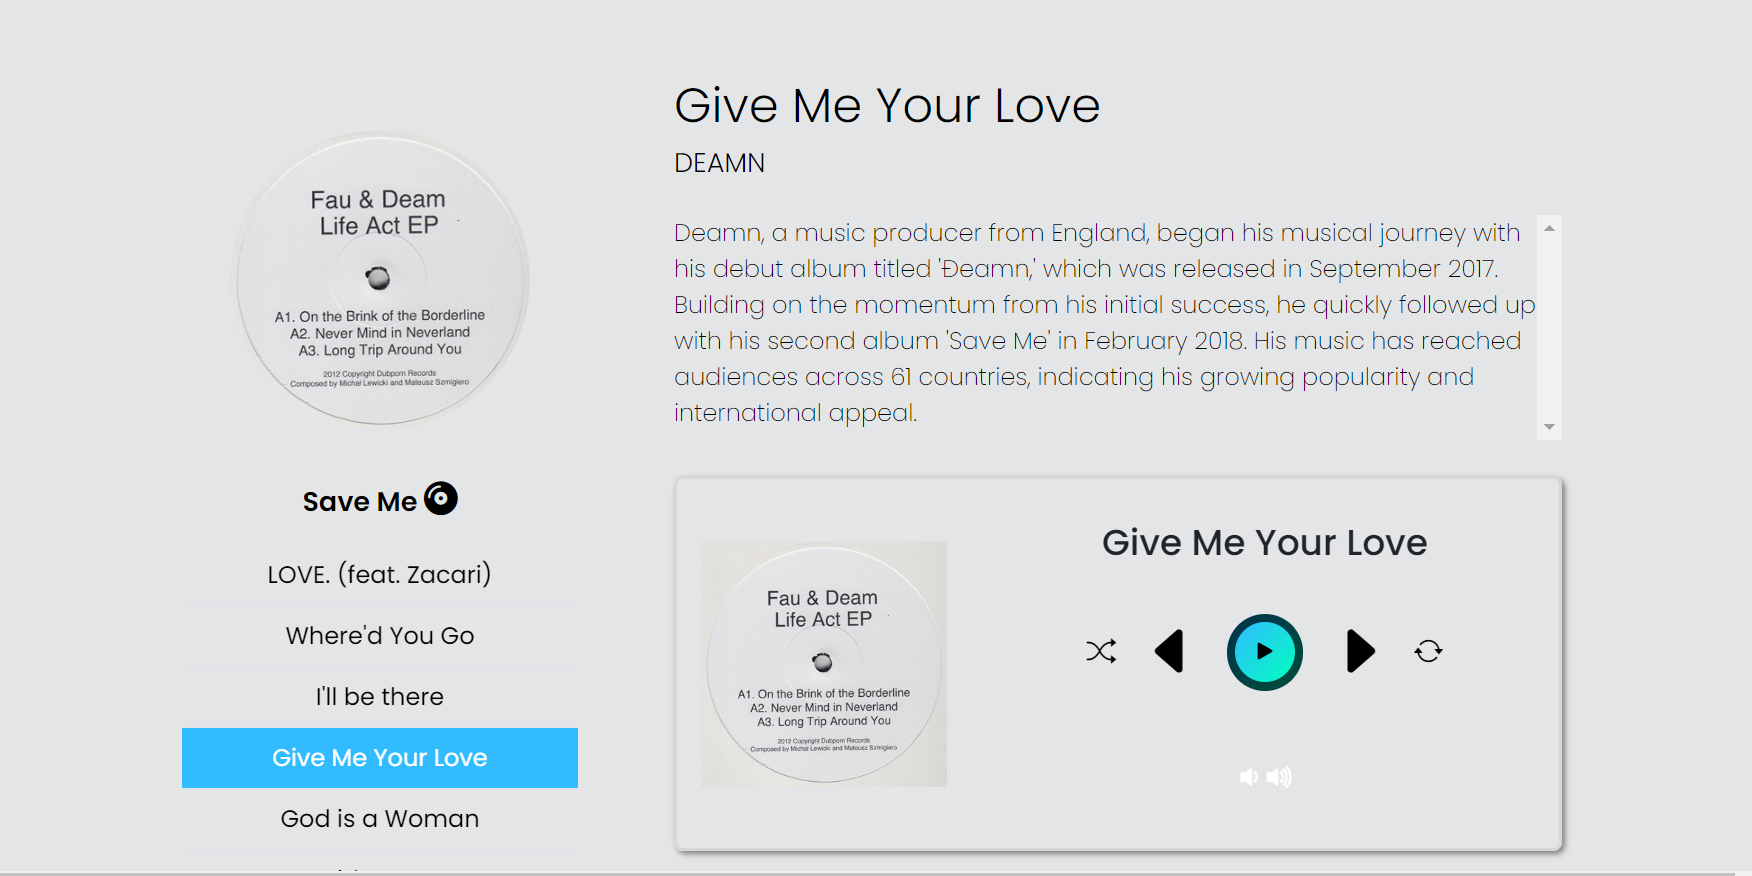 Fau & Deam
Life Act EP
A1. On the Brink of the Borderline
A2. Never Mind in Neverland
A3. Long Trip Around You
2012 Copyright Dubporn Records
Composed by Michal Lewicki and Mateusz Szmigiero
Save Me
LOVE. (feat. Zacari)
Where'd You Go
I'll be there
Give Me Your Love
God is a Woman
Give Me Your Love
DEAMN
Deamn, a music producer from England, began his musical journey with
his debut album titled 'Ðeamn,' which was released in September 2017.
Building on the momentum from his initial success, he quickly followed up
with his second album 'Save Me' in February 2018. His music has reached
audiences across 61 countries, indicating his growing popularity and
international appeal.
Fau & Deam
Life Act EP
A1. On the Brink of the Borderline
A2. Never Mind in Neverland
A3. Long Trip Around You
2012 Copyright Dubporn Records
Composed by Michal Lewicki and Mateusz Szmigiero
Give Me Your Love